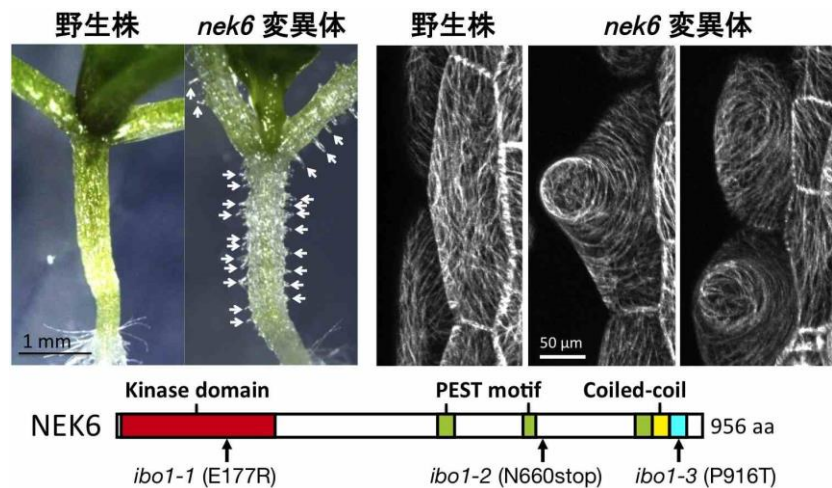 野生株 nek6 変異体 野生株 nek6 変異体
1 mm
50 µm
Kinase domain PEST motif Coiled-coil
NEK6 956 aa
ibo1-1 (E177R) ibo1-2 (N660stop) ibo1-3 (P916T)